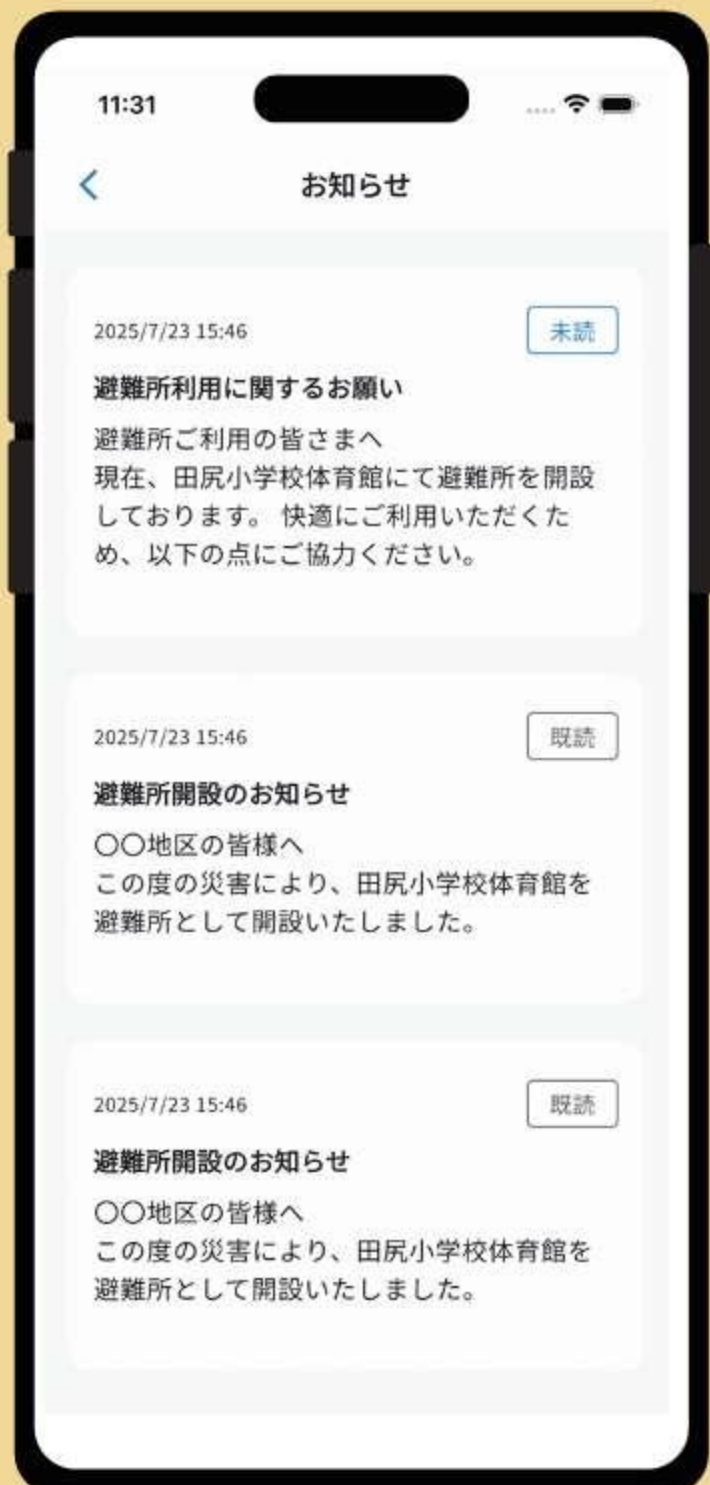 11:31
お知らせ
2025/7/23 15:46
未読
避難所利用に関するお願い
避難所ご利用の皆さまへ
現在、田尻小学校体育館にて避難所を開設
しております。 快適にご利用いただくた
め、以下の点にご協力ください。
2025/7/23 15:46
既読
避難所開設のお知らせ
〇〇地区の皆様へ
この度の災害により、田尻小学校体育館を
避難所として開設いたしました。
2025/7/23 15:46
既読
避難所開設のお知らせ
〇〇地区の皆様へ
この度の災害により、田尻小学校体育館を
避難所として開設いたしました。